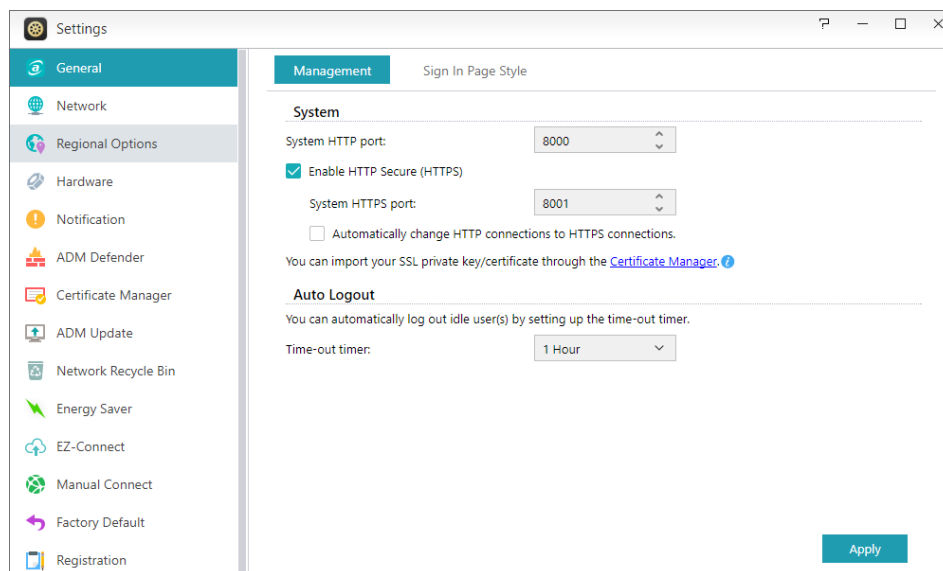 Settings
General
Network
Regional Options
Hardware
Notification
ADM Defender
Certificate Manager
ADM Update
Network Recycle Bin
Energy Saver
EZ-Connect
Manual Connect
Factory Default
Registration
Management Sign In Page Style
System
System HTTP port: 8000
Enable HTTP Secure (HTTPS)
System HTTPS port: 8001
Automatically change HTTP connections to HTTPS connections.
You can import your SSL private key/certificate through the Certificate Manager.
Auto Logout
You can automatically log out idle user(s) by setting up the time-out timer.
Time-out timer: 1 Hour
Apply